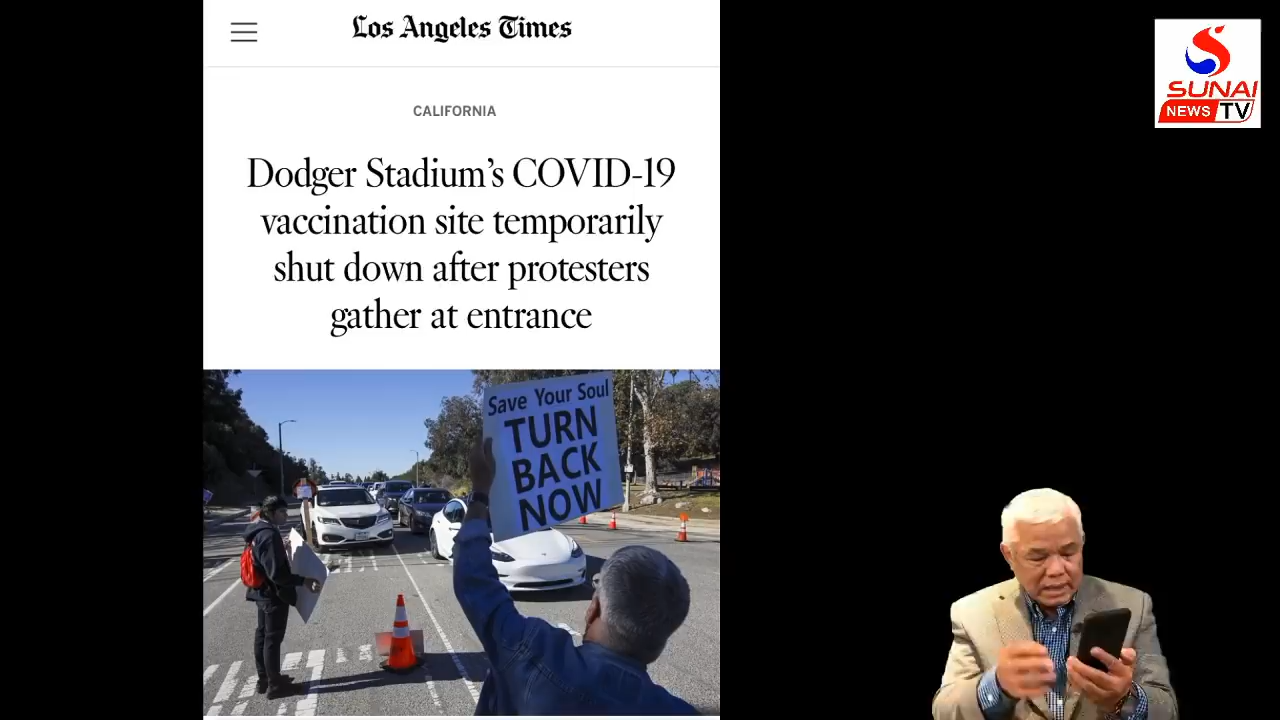 Los Angeles Times
CALIFORNIA
Dodger Stadium's COVID-19
vaccination site temporarily
shut down after protesters
gather at entrance
Save Your Soul
TURN
BACK
NOW
SUNAI
NEWS TV